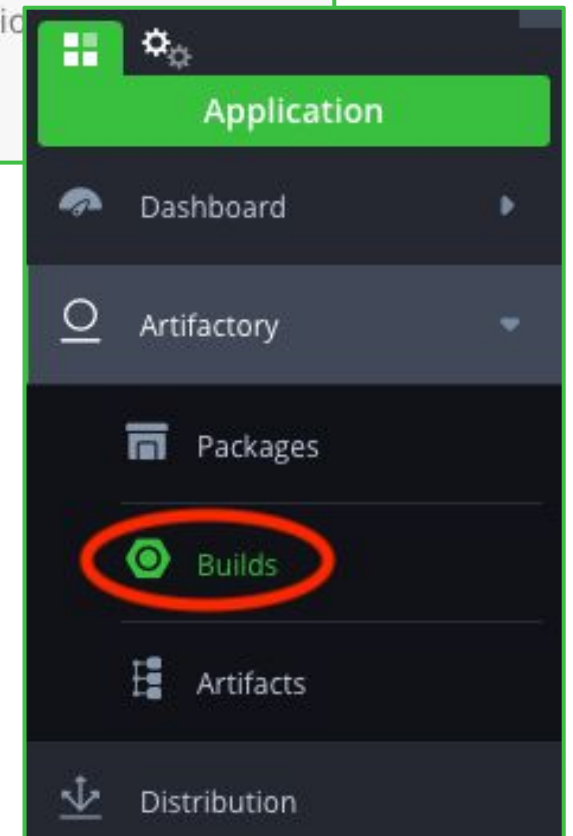 Application
Dashboard
Artifactory
Packages
Builds
Artifacts
Distribution